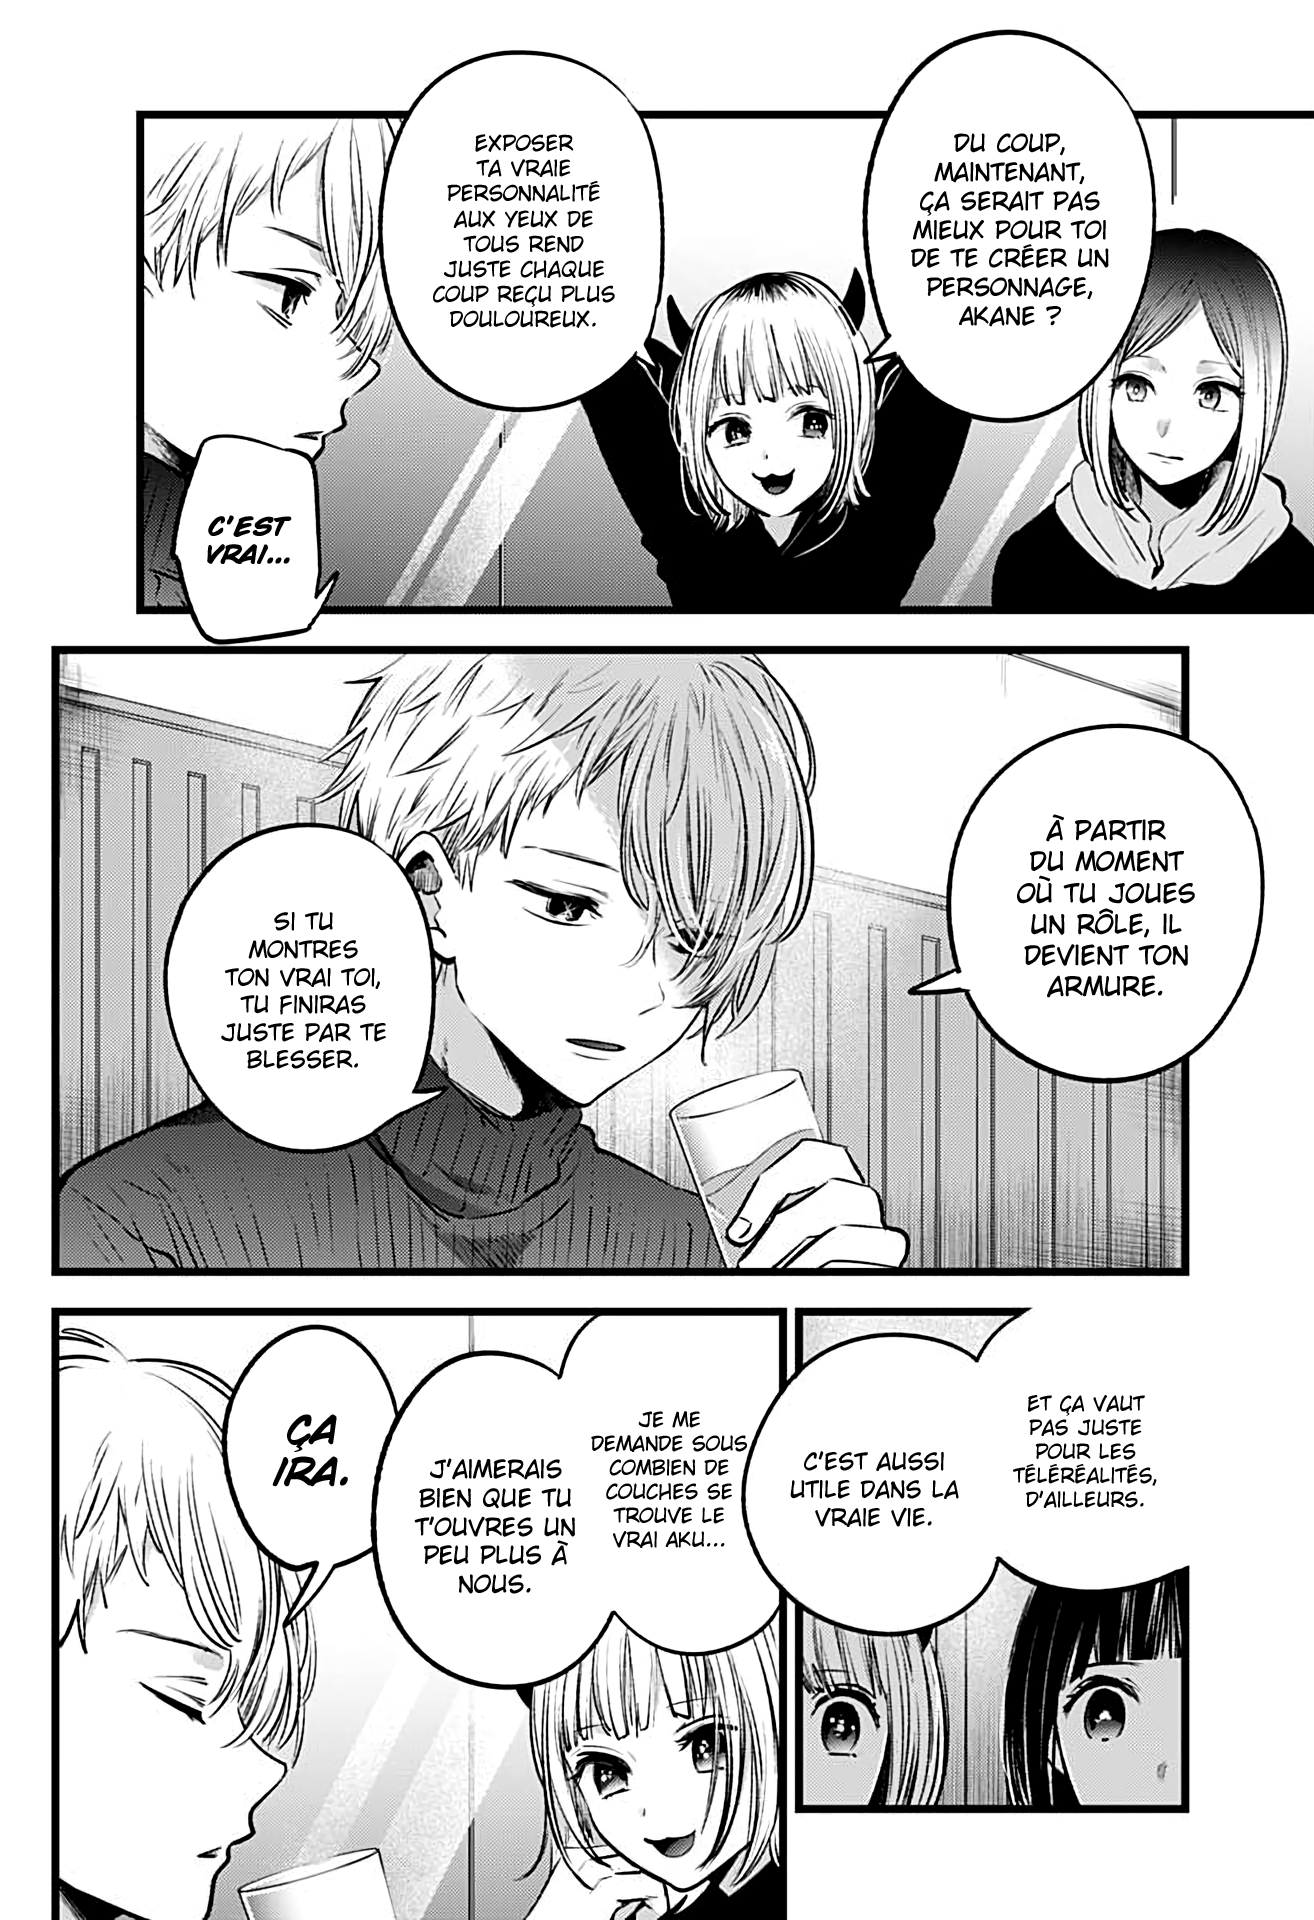 DU COUP,
MAINTENANT,
ÇA SERAIT PAS
MIEUX POUR TOI
DE TE CRÉER UN
PERSONNAGE,
AKANE ?
EXPOSER
TA VRAIE
PERSONNALITÉ
AUX YEUX DE
TOUS REND
JUSTE CHAQUE
COUP REÇU PLUS
DOULOUREUX.
C'EST
VRAI...
À PARTIR
DU MOMENT
OÙ TU JOUES
UN RÔLE, IL
DEVIENT TON
ARMURE.
SI TU
MONTRES
TON VRAI TOI,
TU FINIRAS
JUSTE PAR TE
BLESSER.
ET ÇA VAUT
PAS JUSTE
POUR LES
TÉLÉRÉALITÉS,
D'AILLEURS.
C'EST AUSSI
UTILE DANS LA
VRAIE VIE.
JE ME
DEMANDE SOUS
COMBIEN DE
COUCHES SE
TROUVE LE
VRAI AKU...
J'AIMERAIS
BIEN QUE TU
T'OUVRES UN
PEU PLUS À
NOUS.
ÇA
IRA.